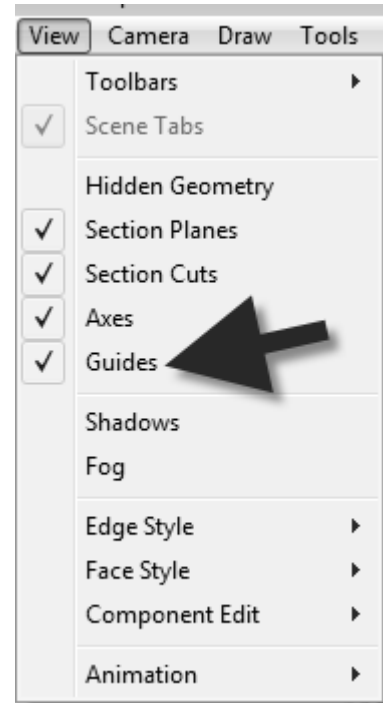 View Camera Draw Tools
Toolbars
Scene Tabs
Hidden Geometry
Section Planes
Section Cuts
Axes
Guides
Shadows
Fog
Edge Style
Face Style
Component Edit
Animation